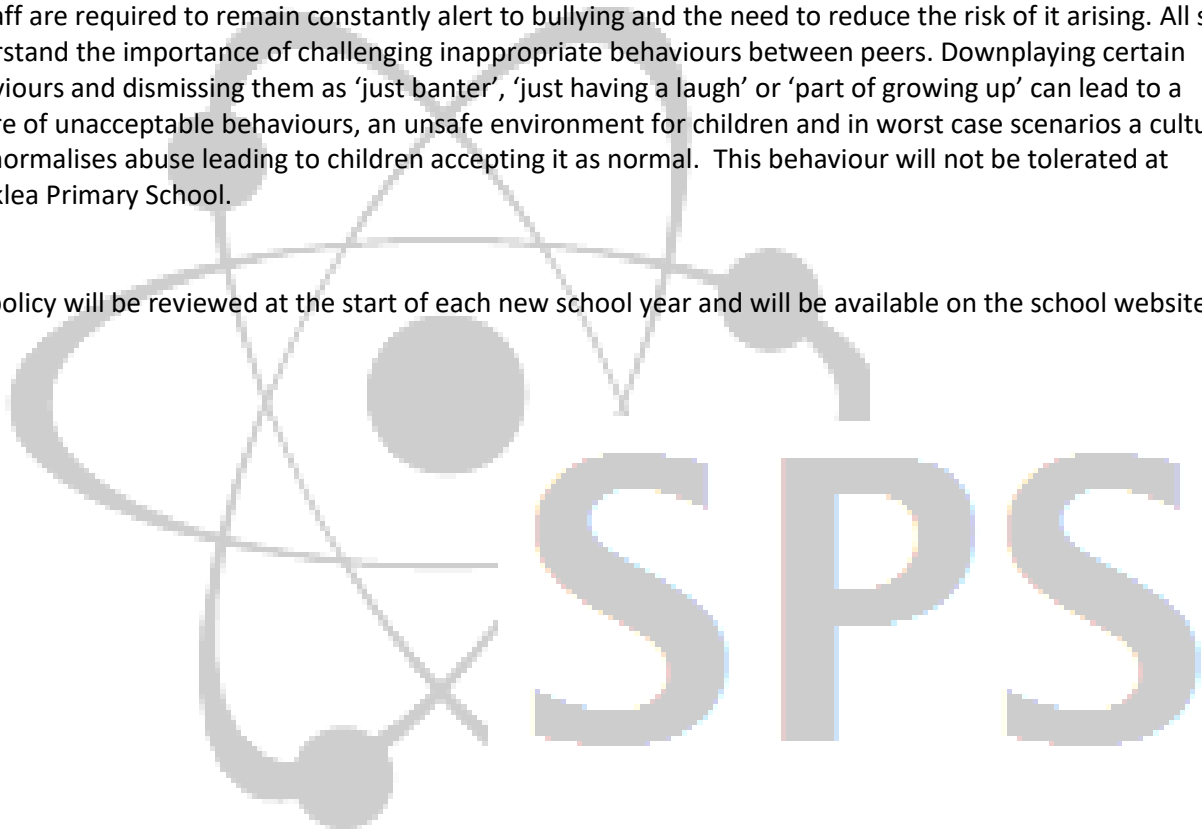 aff are required to remain constantly alert to bullying and the need to reduce the risk of it arising. All s
rstand the importance of challenging inappropriate behaviours between peers. Downplaying certain
viours and dismissing them as ‘just banter’, ‘just having a laugh’ or ‘part of growing up’ can lead to a
re of unacceptable behaviours, an unsafe environment for children and in worst case scenarios a cultu
normalises abuse leading to children accepting it as normal.  This behaviour will not be tolerated at
klea Primary School.
policy will be reviewed at the start of each new school year and will be available on the school website
SPS